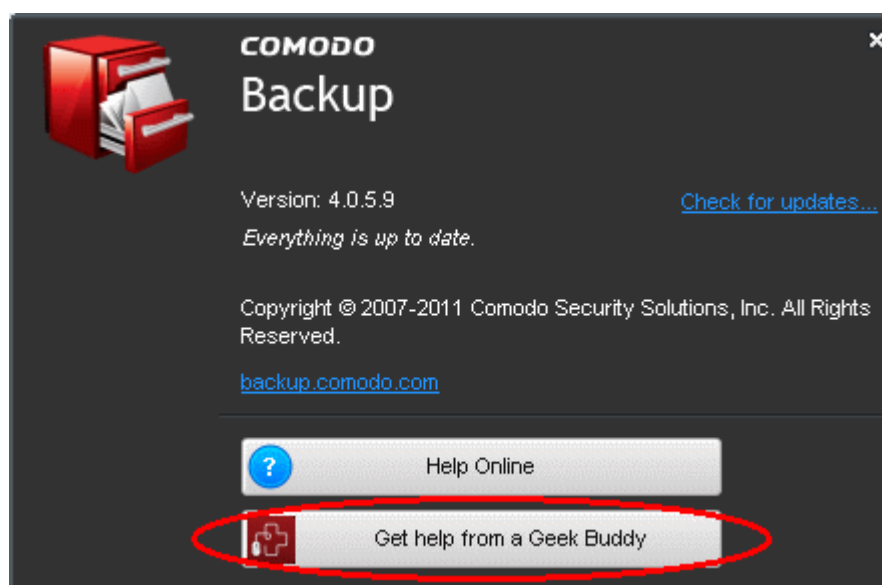 COMODO
Backup
Version: 4.0.5.9
Check for updates...
Everything is up to date.
Copyright © 2007-2011 Comodo Security Solutions, Inc. All Rights
Reserved.
backup.comodo.com
Help Online
Get help from a Geek Buddy